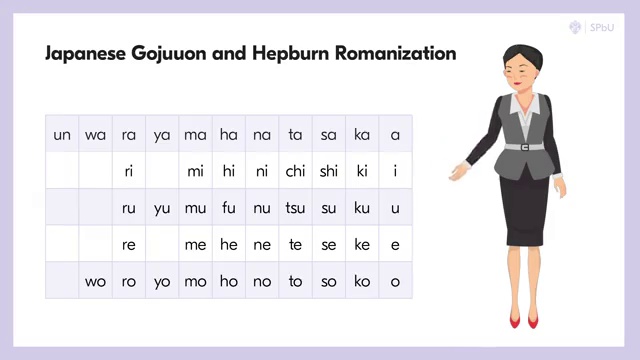 SPbU
Japanese Gojuuon and Hepburn Romanization
un wa ra ya ma ha na ta sa ka a
ri mi hi ni chi shi ki i
ru yu mu fu nu tsu su ku u
re me he ne te se ke e
wo ro yo mo ho no to so ko o